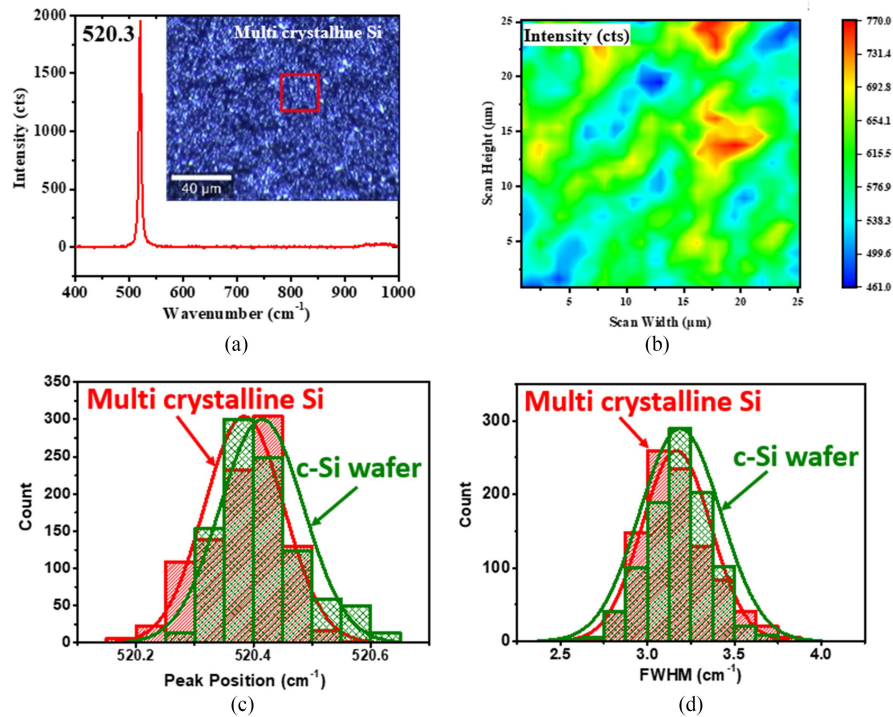 520.3
Multi crystalline Si
40 µm
2000
1500
1000
500
0
Intensity (cts)
400 500 600 700 800 900 1000
Wavenumber (cm⁻¹)
(a)
Intensity (cts)
25
20
15
10
5
Scan Height (µm)
5 10 15 20 25
Scan Width (µm)
770.0
731.4
692.8
654.1
615.5
576.9
538.3
499.6
461.0
(b)
Multi crystalline Si
c-Si wafer
350
300
250
200
150
100
50
0
Count
520.2 520.4 520.6
Peak Position (cm⁻¹)
(c)
Multi crystalline Si
c-Si wafer
300
200
100
0
Count
2.5 3.0 3.5 4.0
FWHM (cm⁻¹)
(d)